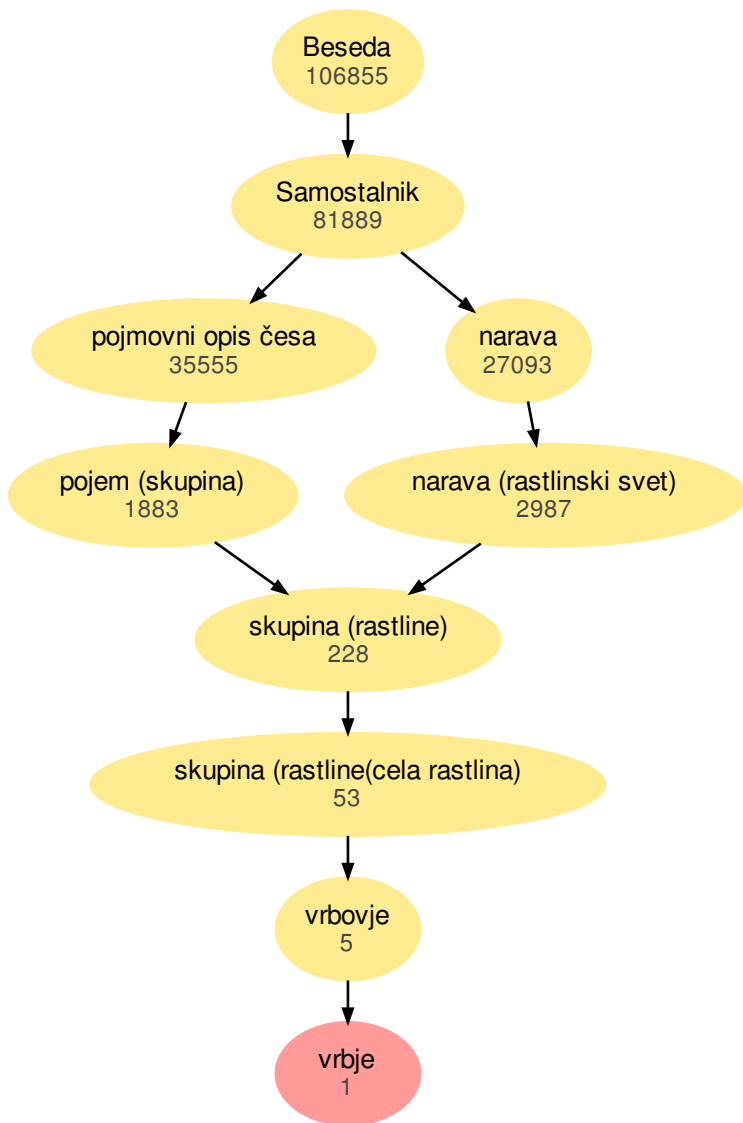 Beseda
106855
Samostalnik
81889
pojmovni opis česa
35555
narava
27093
pojem (skupina)
1883
narava (rastlinski svet)
2987
skupina (rastline)
228
skupina (rastline(cela rastlina)
53
vrbovje
5
vrbje
1